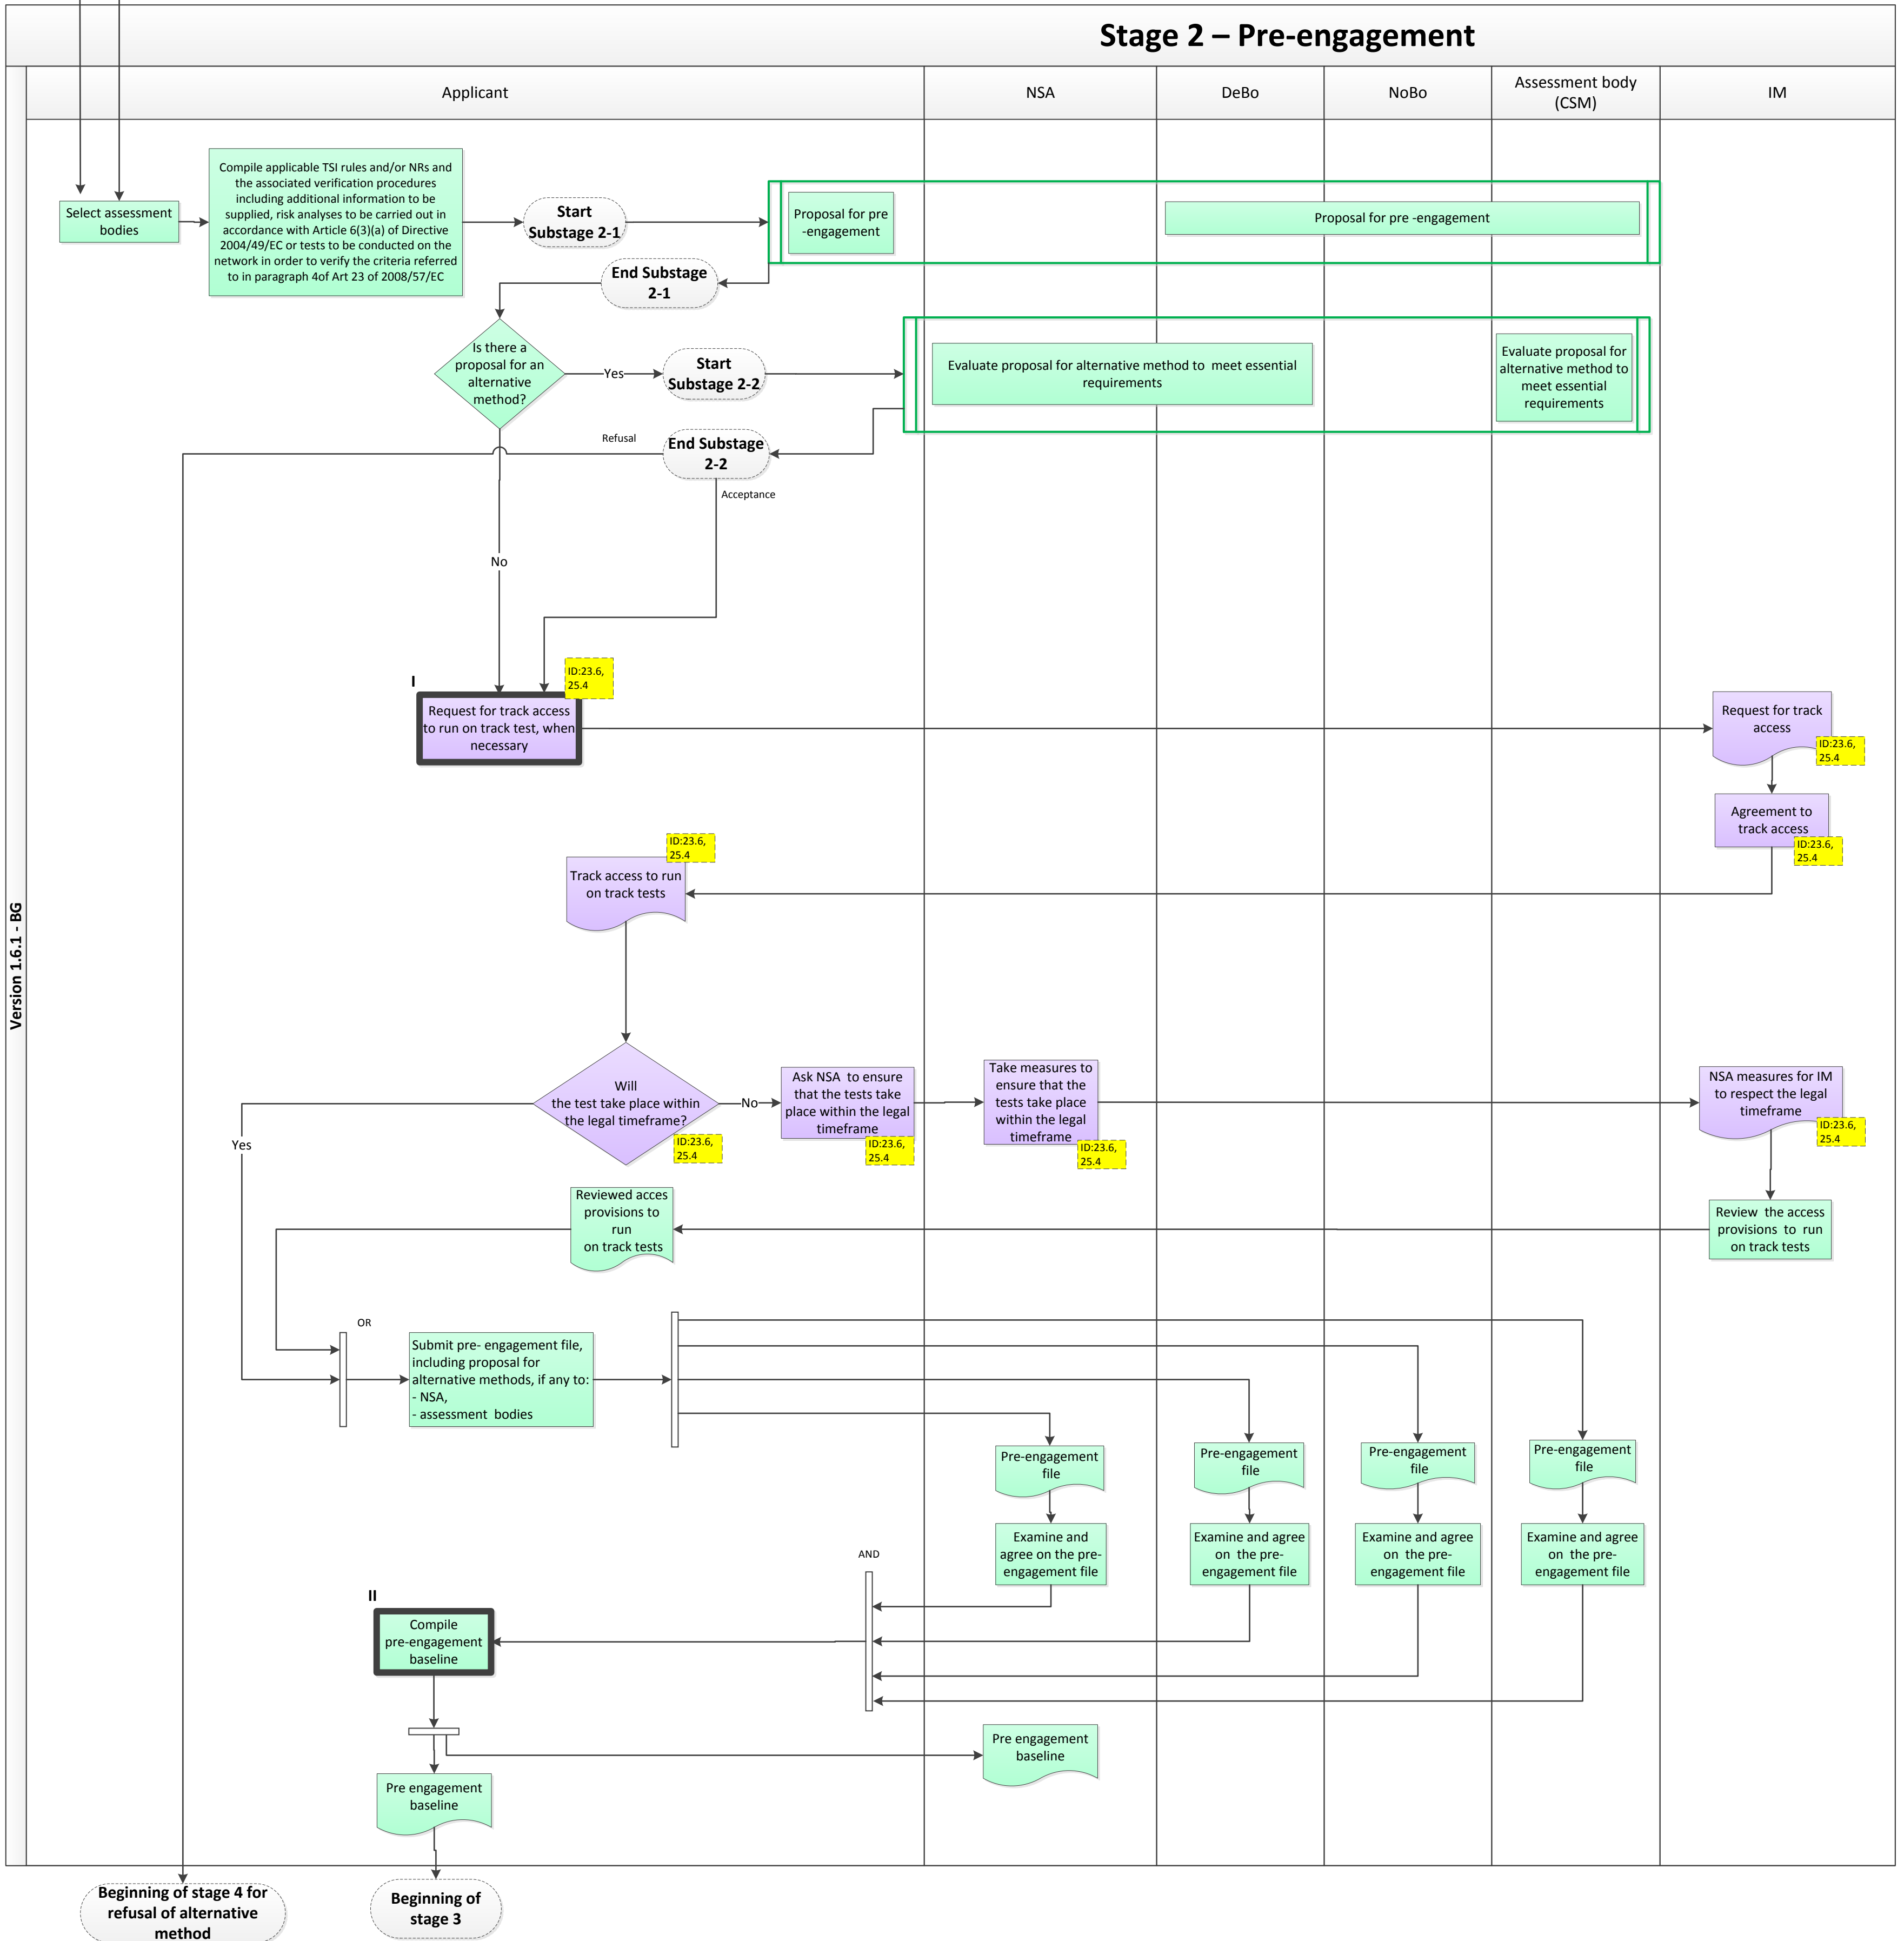 Stage 2 – Pre-engagement
Version 1.6.1 - BG
Applicant
NSA
DeBo
NoBo
Assessment body
(CSM)
IM
Select assessment
bodies
Compile applicable TSI rules and/or NRs and
the associated verification procedures
including additional information to be
supplied, risk analyses to be carried out in
accordance with Article 6(3)(a) of Directive
2004/49/EC or tests to be conducted on the
network in order to verify the criteria referred
to in paragraph 4of Art 23 of 2008/57/EC
Start
Substage 2-1
Proposal for pre
-engagement
Proposal for pre -engagement
End Substage
2-1
Is there a
proposal for an
alternative
method?
Yes
Start
Substage 2-2
Evaluate proposal for alternative method to  meet essential
requirements
Evaluate proposal for
alternative method to
meet essential
requirements
Refusal
End Substage
2-2
Acceptance
No
I
ID:23.6,
25.4
Request for track access
to run on track test, when
necessary
Request for track
access
ID:23.6,
25.4
Agreement to
track access
ID:23.6,
25.4
ID:23.6,
25.4
Track access to run
on track tests
Will
the test take place within
the legal timeframe?
ID:23.6,
25.4
No
Ask NSA  to ensure
that the tests take
place within the legal
timeframe
ID:23.6,
25.4
Take measures to
ensure that the
tests take place
within the legal
timeframe
ID:23.6,
25.4
NSA measures for IM
to respect the legal
timeframe
ID:23.6,
25.4
Yes
Reviewed acces
provisions to
run
on track tests
Review  the access
provisions  to  run
on track tests
OR
Submit pre- engagement file,
including proposal for
alternative methods, if any to:
- NSA,
- assessment  bodies
Pre-engagement
file
Pre-engagement
file
Pre-engagement
file
Pre-engagement
file
Examine and
agree on the pre-
engagement file
Examine and agree
on  the pre-
engagement file
Examine and agree
on  the pre-
engagement file
Examine and agree
on  the pre-
engagement file
AND
II
Compile
pre-engagement
baseline
Pre engagement
baseline
Pre engagement
baseline
Beginning of stage 4 for
refusal of alternative
method
Beginning of
stage 3